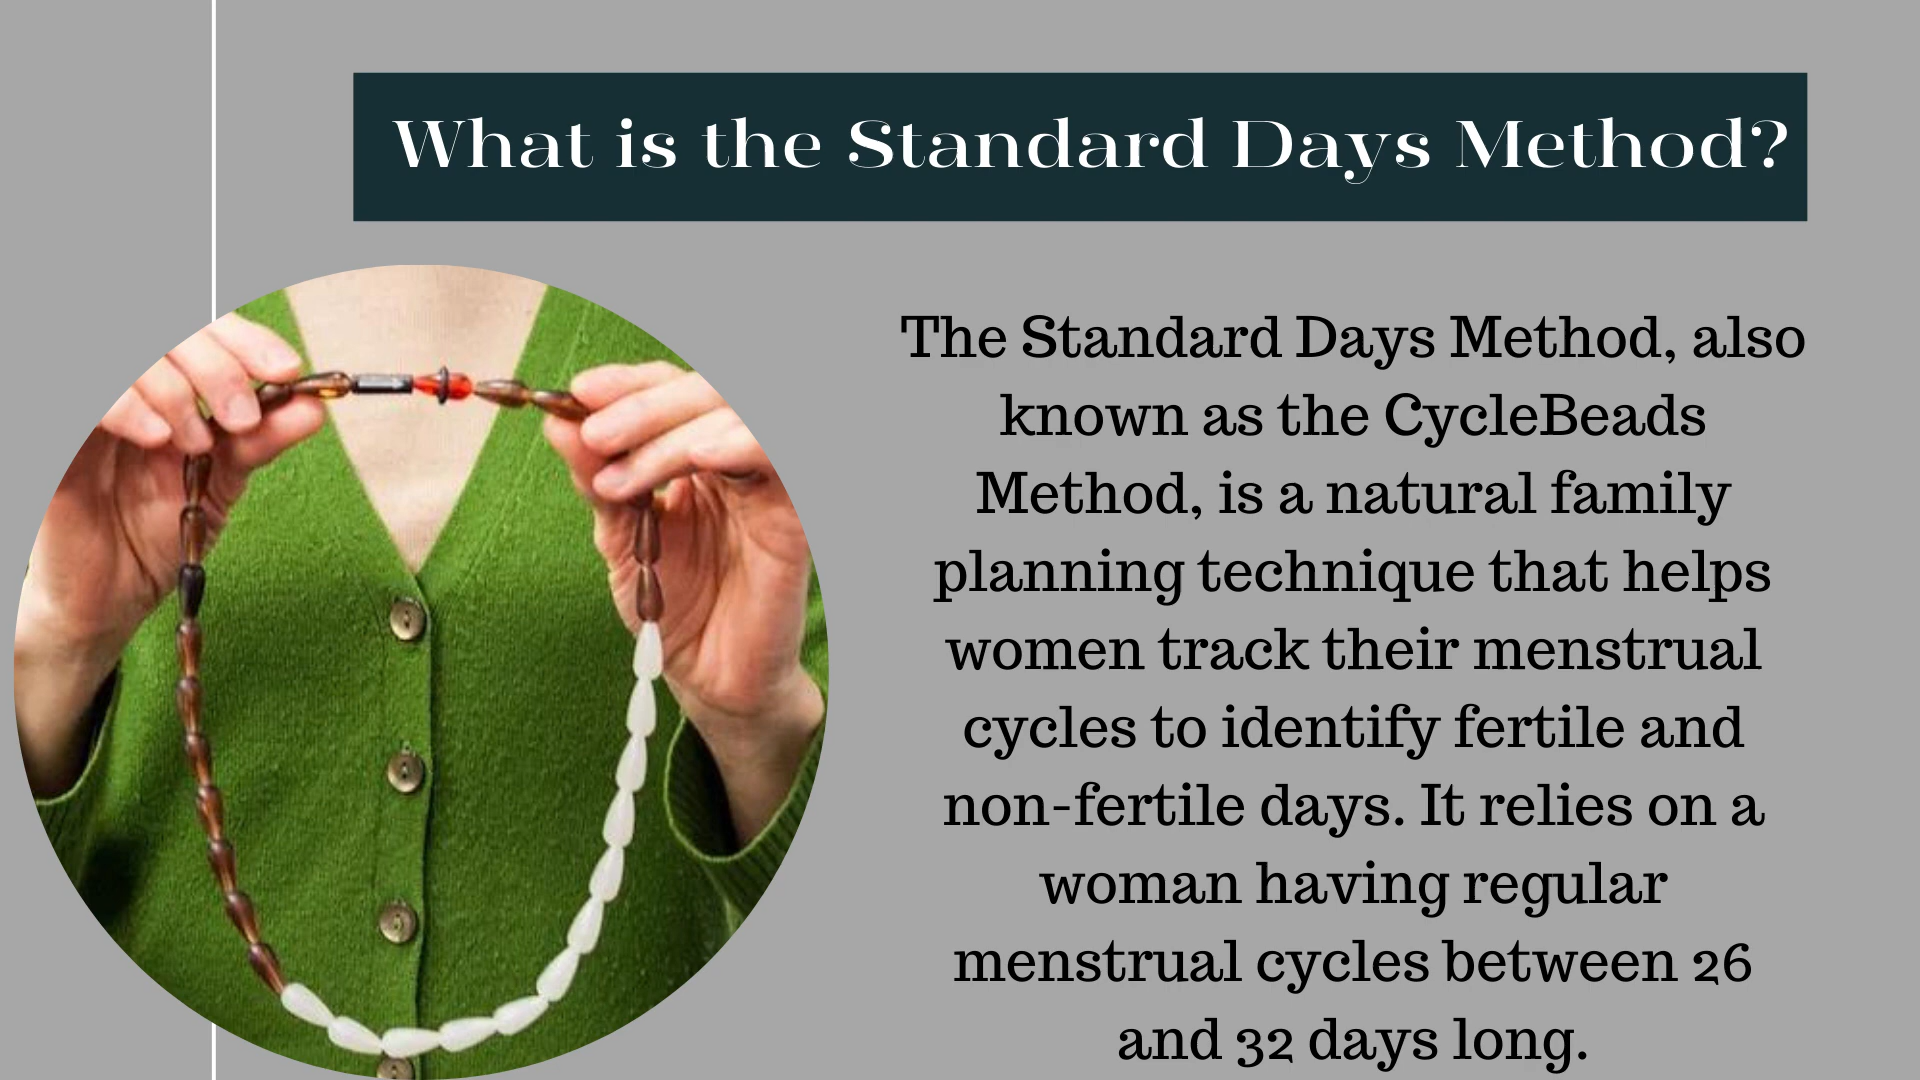 What is the Standard Days Method?
The Standard Days Method, also
known as the CycleBeads
Method, is a natural family
planning technique that helps
women track their menstrual
cycles to identify fertile and
non-fertile days. It relies on a
woman having regular
menstrual cycles between 26
and 32 days long.